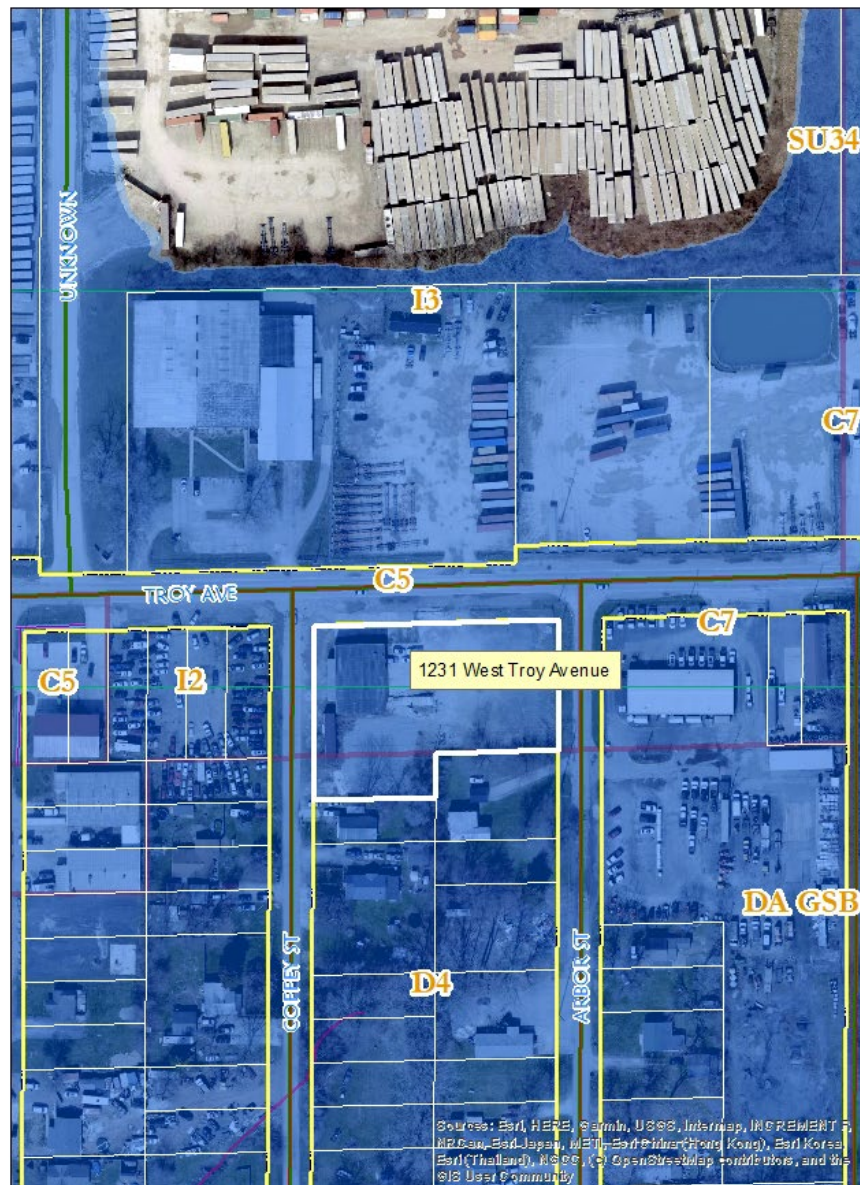 SU34
UNKNOWN
I3
C7
C5
TROY AVE
C7
1231 West Troy Avenue
C5
I2
DA GSB
COPPEY ST
D4
ARBOR ST
Sources: Esri, HERE, Garmin, USGS, Intermap, INCREMENT P,
NRCan, Esri Japan, METI, Esri China (Hong Kong), Esri Korea,
Esri (Thailand), NGCC, (c) OpenStreetMap contributors, and the
GIS User Community